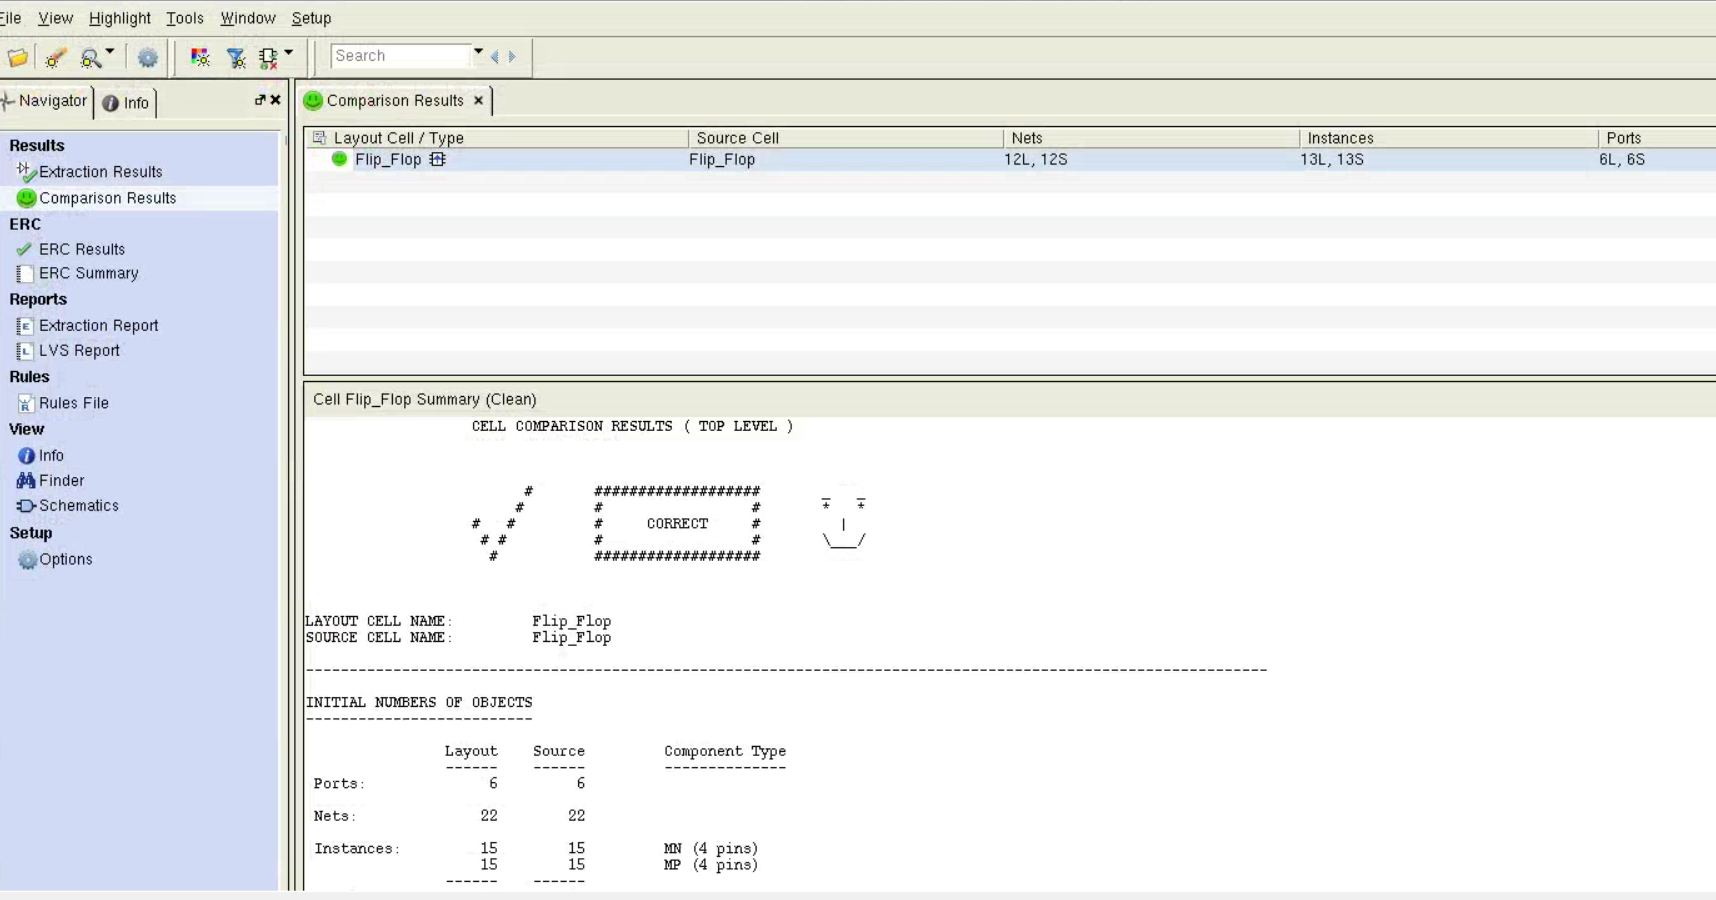 File View Highlight Tools Window Setup
Search
Navigator Info
Comparison Results
Results
Extraction Results
Comparison Results
ERC
ERC Results
ERC Summary
Reports
Extraction Report
LVS Report
Rules
Rules File
View
Info
Finder
Schematics
Setup
Options
Layout Cell / Type Source Cell Nets Instances Ports
Flip_Flop Flip_Flop 12L, 12S 13L, 13S 6L, 6S
Cell Flip_Flop Summary (Clean)
CELL COMPARISON RESULTS ( TOP LEVEL )
# ################### _ _
# # # * *
# # # CORRECT # |
# # # # \___/
# ###################
LAYOUT CELL NAME: Flip_Flop
SOURCE CELL NAME: Flip_Flop
--------------------------------------------------------------------------------------------------------------
INITIAL NUMBERS OF OBJECTS
--------------------------
Layout Source Component Type
------ ------ --------------
Ports: 6 6
Nets: 22 22
Instances: 15 15 MN (4 pins)
15 15 MP (4 pins)
------ ------